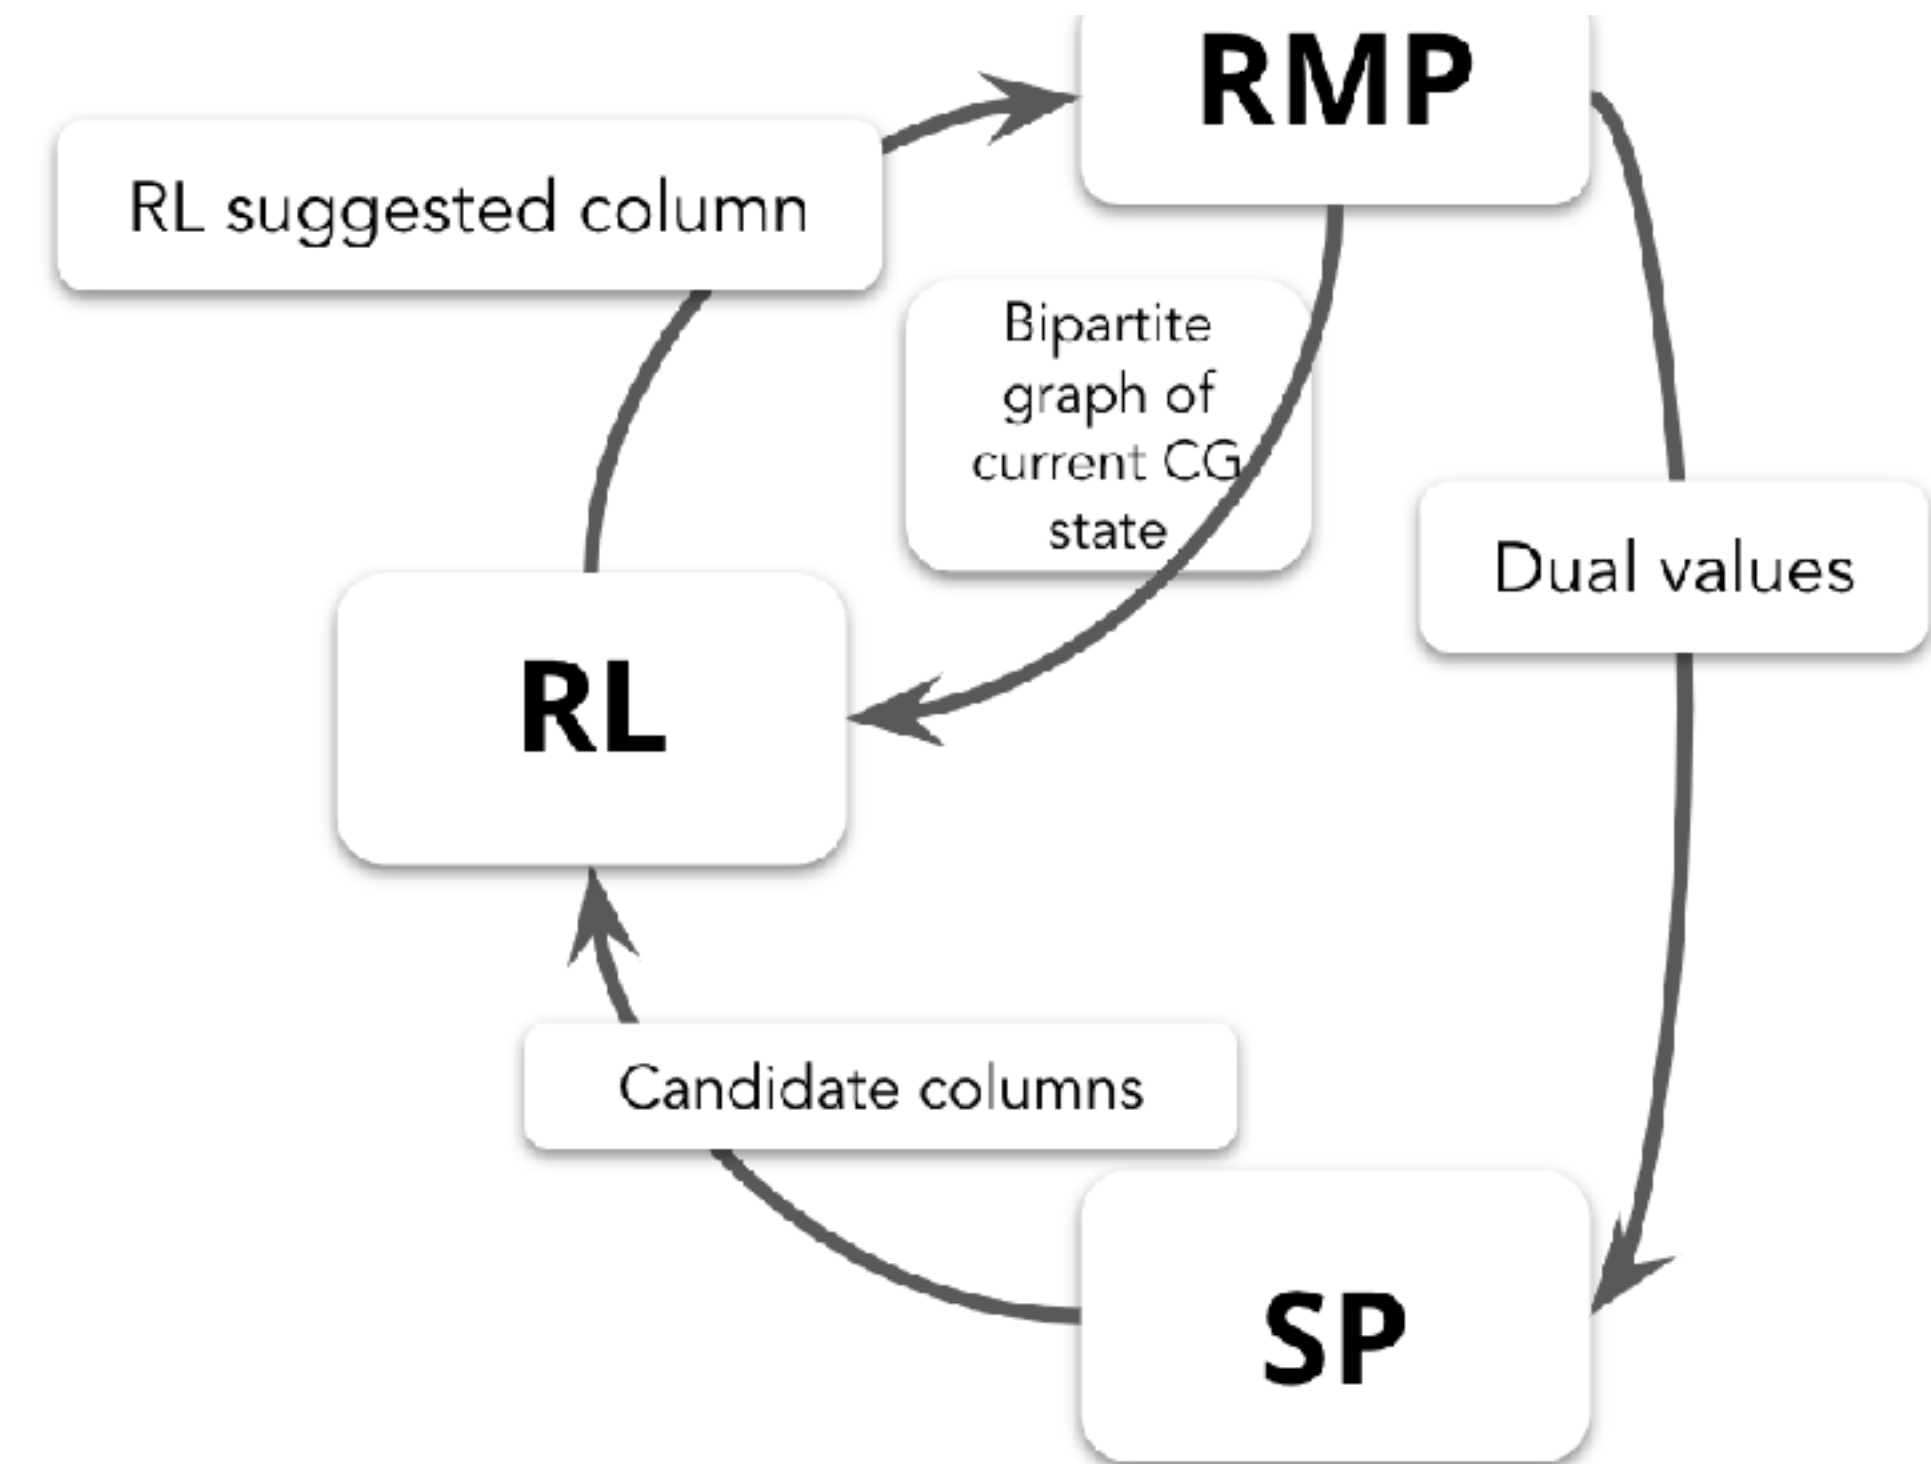 RMP
RL suggested column
Bipartite
graph of
current CG
state
Dual values
RL
Candidate columns
SP